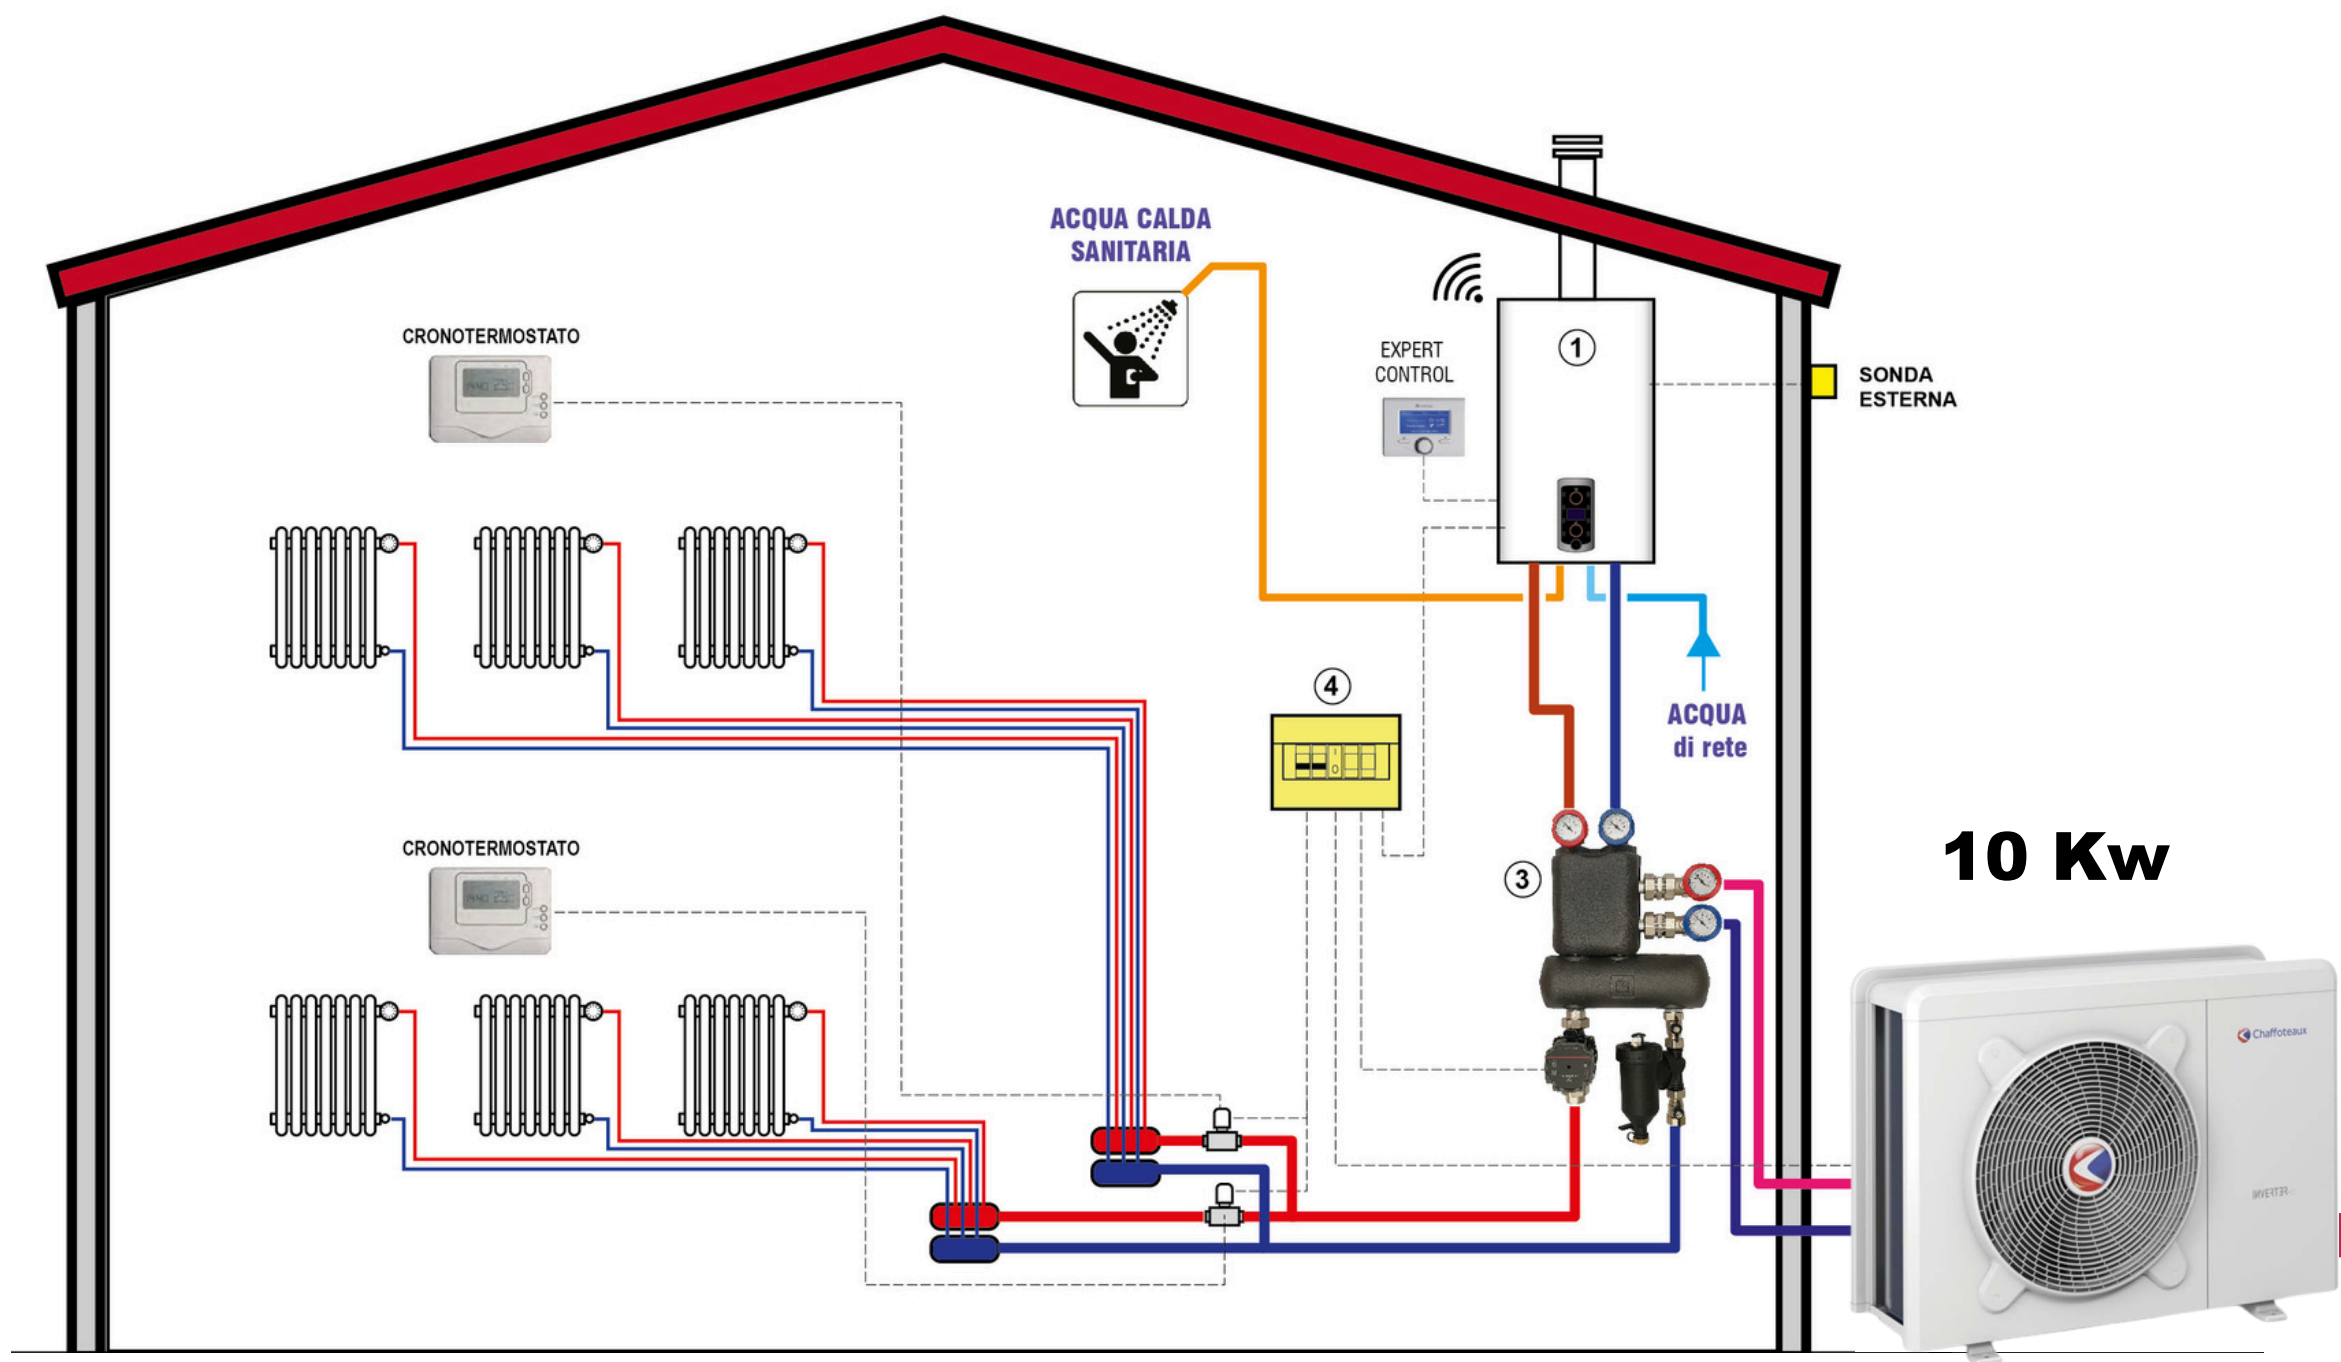 ACQUA CALDA
SANITARIA
CRONOTERMOSTATO
EXPERT
CONTROL
1
SONDA
ESTERNA
4
ACQUA
di rete
CRONOTERMOSTATO
3
10 Kw
Chaffoteaux
INVERTER